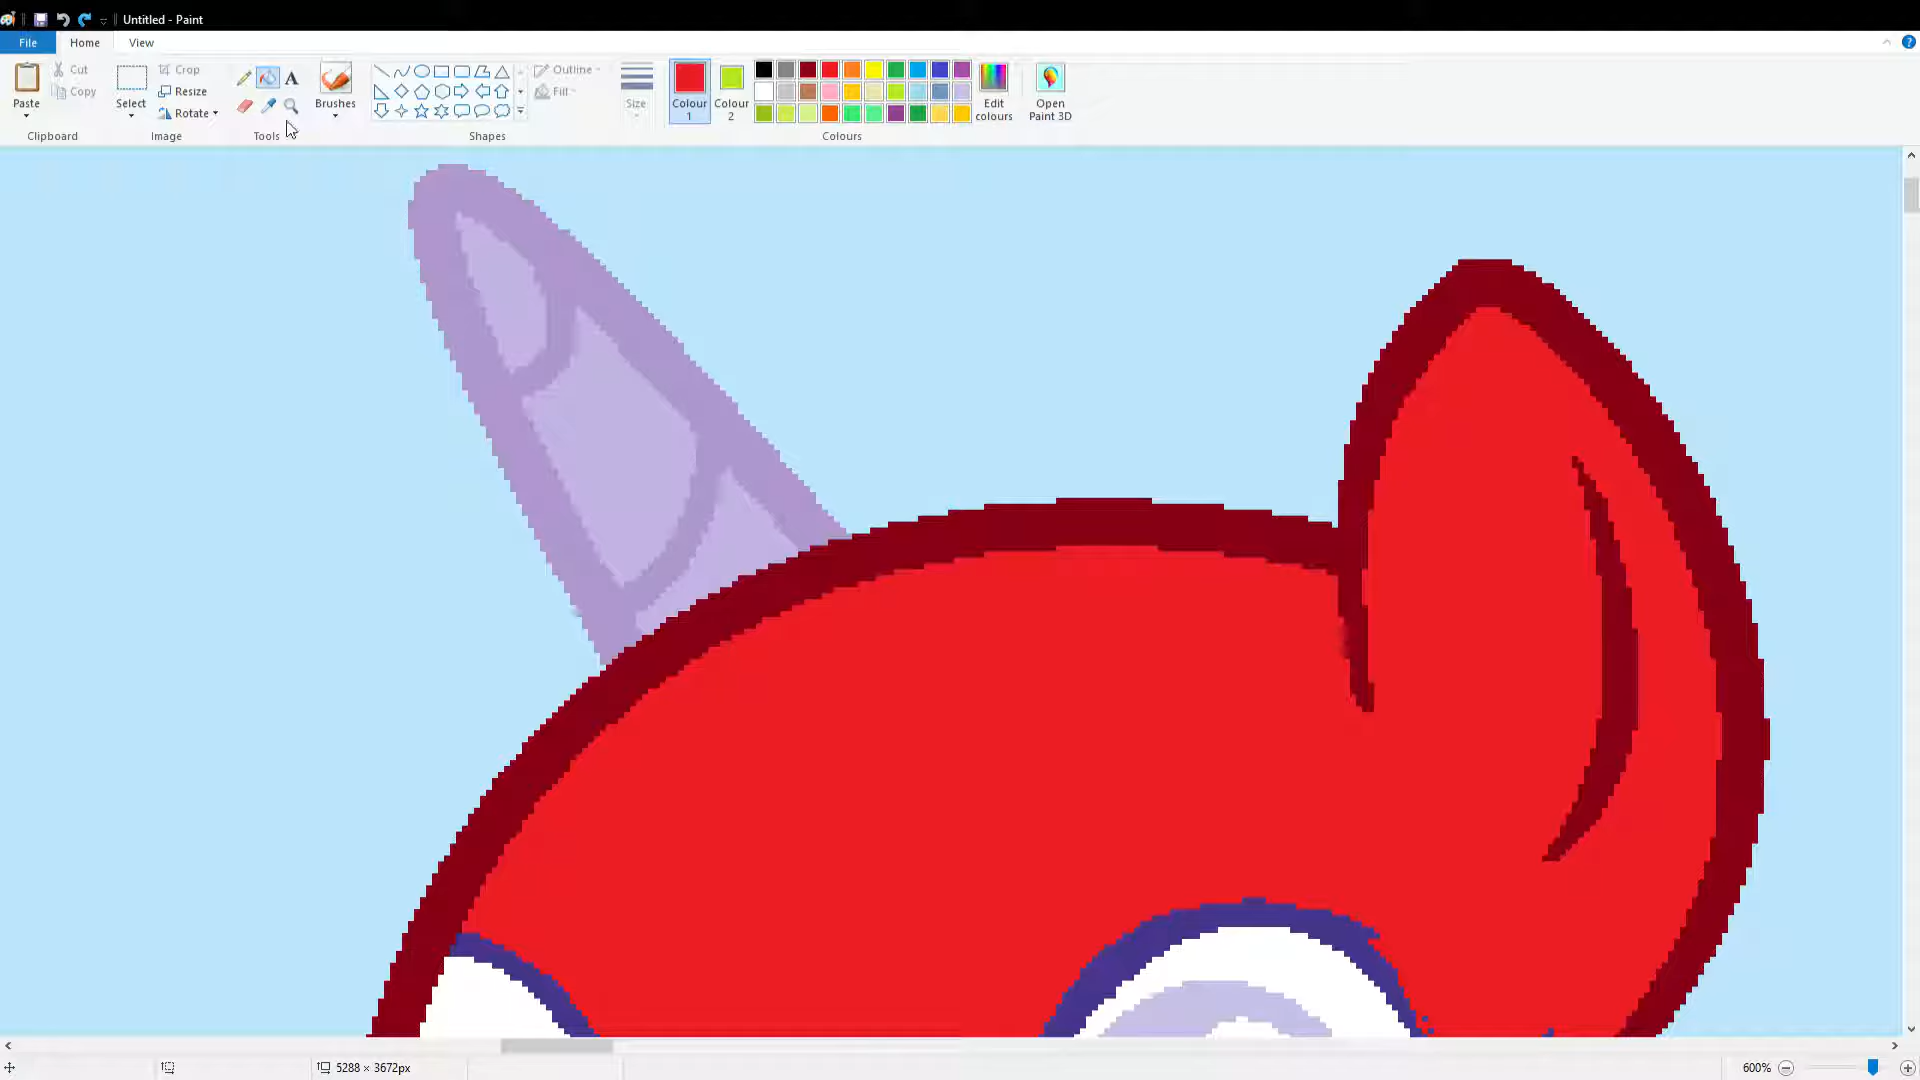 Untitled - Paint
File Home View
Paste
Cut
Copy
Clipboard
Select
Crop
Resize
Rotate
Image
A
Tools
Brushes
Outline
Fill
Shapes
Size
Colour 1
Colour 2
Edit colours
Colours
Open Paint 3D
5288 × 3672px
600%